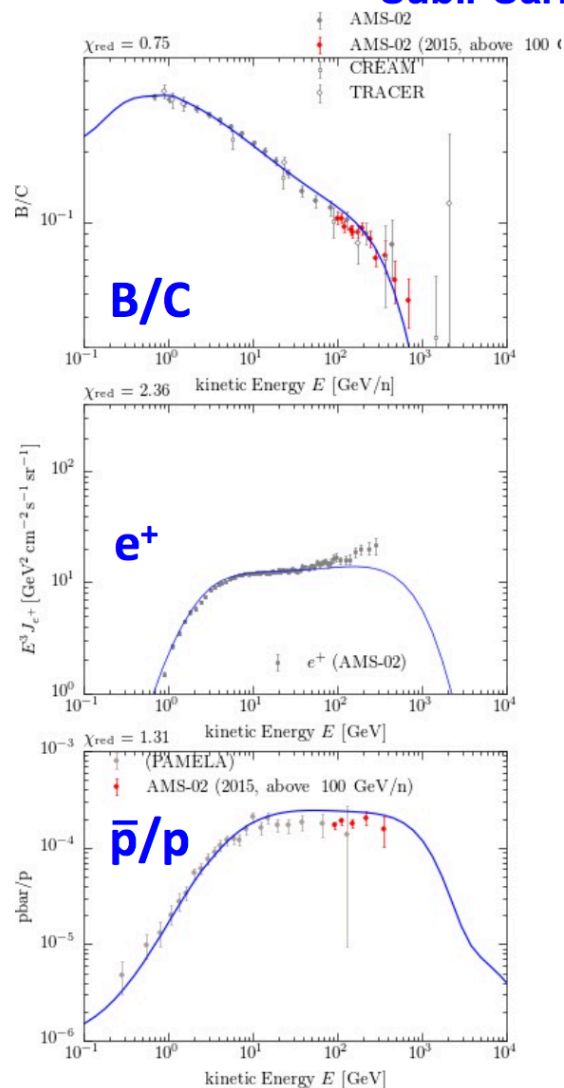 AMS-02
χred = 0.75
AMS-02 (2015, above 100
CREAM
TRACER
B/C
10⁻¹
B/C
10⁻¹ 10⁰ 10¹ 10² 10³ 10⁴
kinetic Energy E [GeV/n]
χred = 2.36
10²
10¹
10⁰
E³ Jₑ₊ [GeV² cm⁻² s⁻¹ sr⁻¹]
e⁺
e⁺ (AMS-02)
10⁻¹ 10⁰ 10¹ 10² 10³ 10⁴
kinetic Energy E [GeV]
χred = 1.31
10⁻³
(PAMELA)
AMS-02 (2015, above 100 GeV/n)
10⁻⁴
p̅/p
pbar/p
10⁻⁵
10⁻⁶
10⁻¹ 10⁰ 10¹ 10² 10³ 10⁴
kinetic Energy E [GeV]